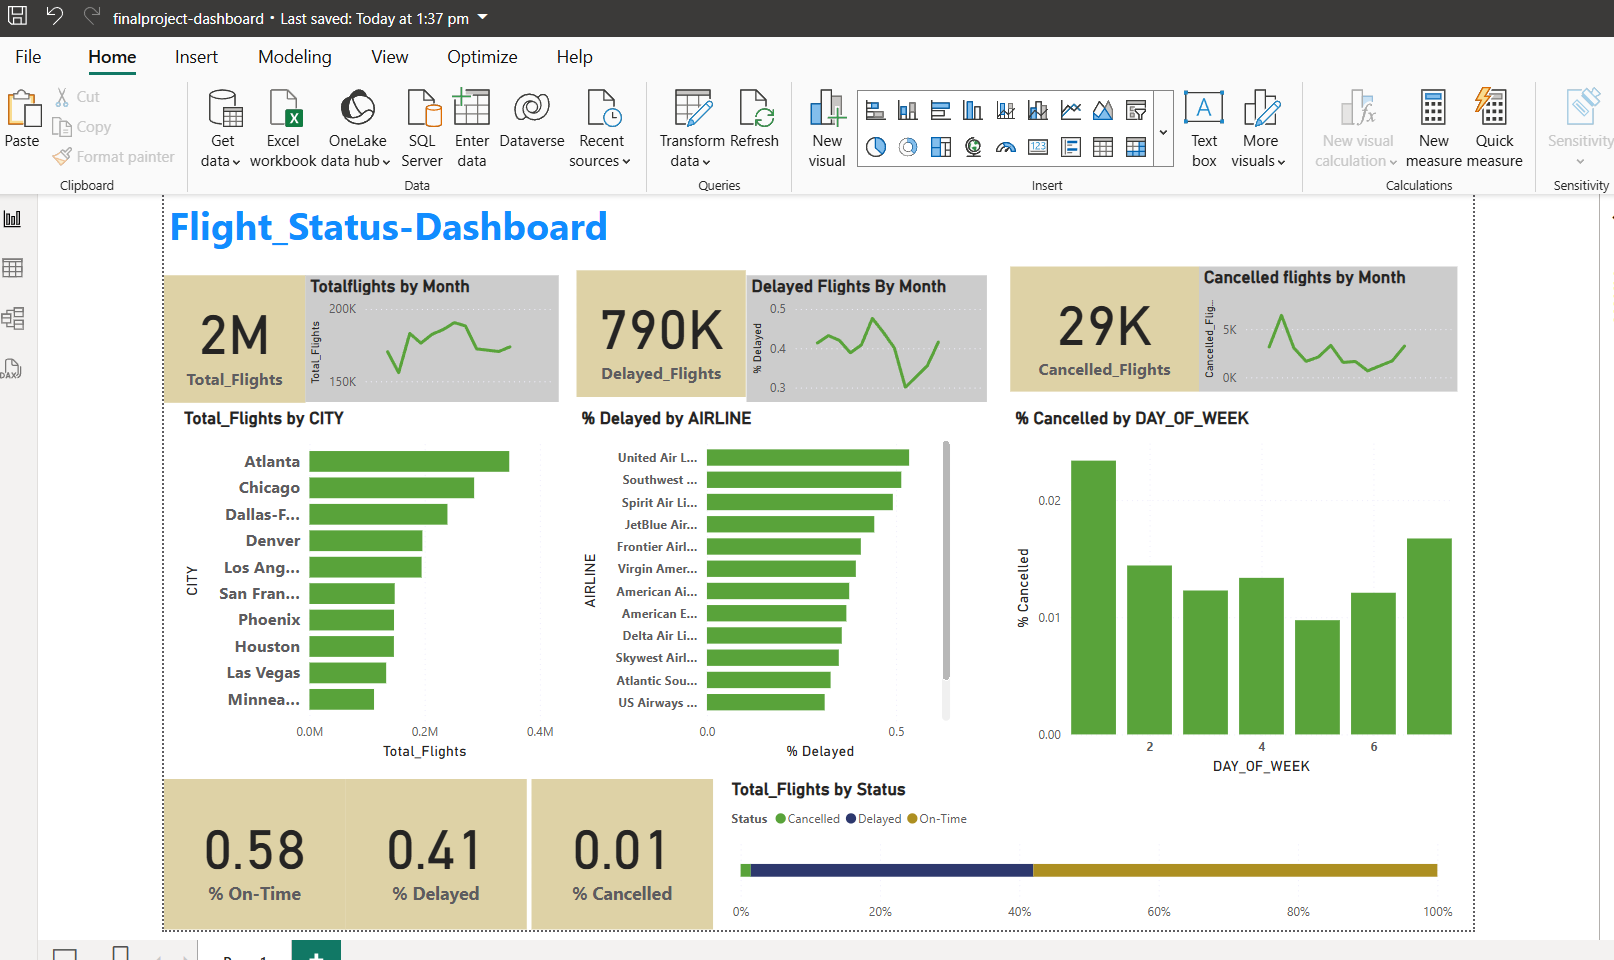 finalproject-dashboard • Last saved: Today at 1:37 pm
File Home Insert Modeling View Optimize Help
Paste
Cut
Copy
Format painter
Clipboard
Get data
Excel workbook
OneLake data hub
SQL Server
Enter data
Dataverse
Recent sources
Data
Transform data
Refresh
Queries
New visual
123
A
Text box
More visuals
Insert
New visual calculation
New measure
Quick measure
Calculations
Sensitivity
Sensitivity
DAX
Flight_Status-Dashboard
2M
Total_Flights
Totalflights by Month
Total_Flights
200K
150K
790K
Delayed_Flights
Delayed Flights By Month
% Delayed
0.5
0.4
0.3
29K
Cancelled_Flights
Cancelled flights by Month
Cancelled_Flig...
5K
0K
Total_Flights by CITY
CITY
Atlanta
Chicago
Dallas-F...
Denver
Los Ang...
San Fran...
Phoenix
Houston
Las Vegas
Minnea...
0.0M 0.2M 0.4M
Total_Flights
% Delayed by AIRLINE
AIRLINE
United Air L...
Southwest ...
Spirit Air Li...
JetBlue Air...
Frontier Airl...
Virgin Amer...
American Ai...
American E...
Delta Air Li...
Skywest Airl...
Atlantic Sou...
US Airways ...
0.0 0.5
% Delayed
% Cancelled by DAY_OF_WEEK
% Cancelled
0.02
0.01
0.00
2 4 6
DAY_OF_WEEK
0.58
% On-Time
0.41
% Delayed
0.01
% Cancelled
Total_Flights by Status
Status Cancelled Delayed On-Time
0% 20% 40% 60% 80% 100%